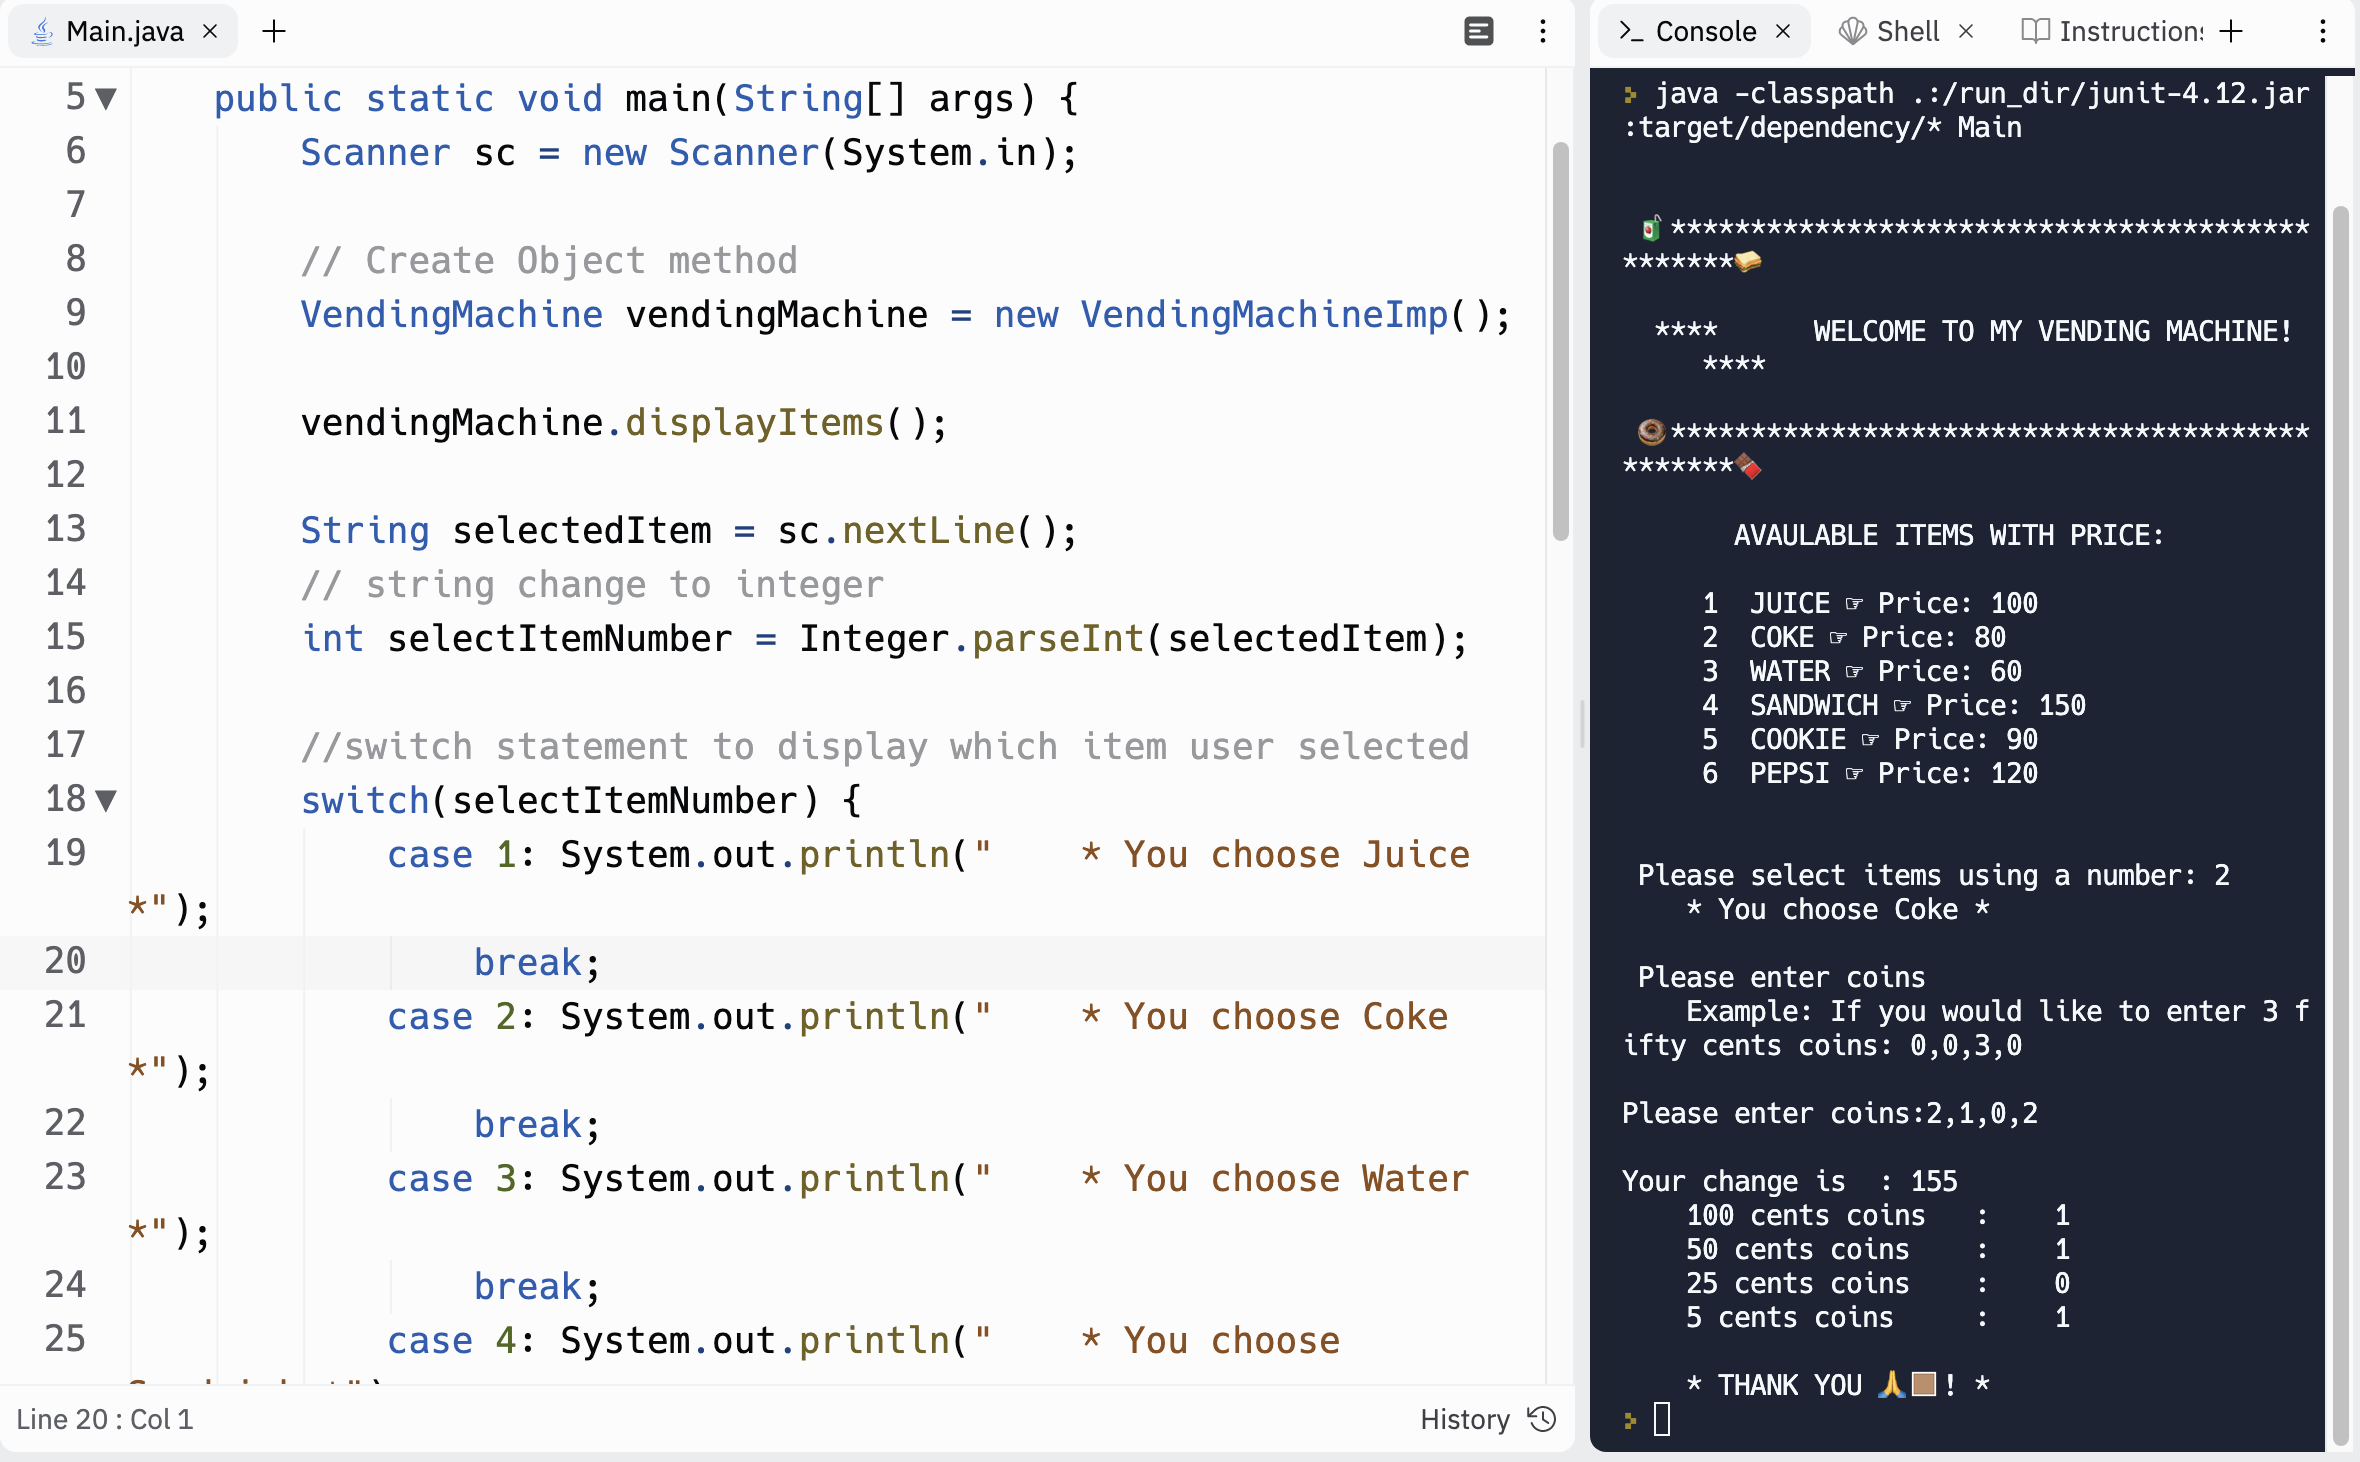 Main.java
5 public static void main(String[] args) {
6 Scanner sc = new Scanner(System.in);
7
8 // Create Object method
9 VendingMachine vendingMachine = new VendingMachineImp();
10
11 vendingMachine.displayItems();
12
13 String selectedItem = sc.nextLine();
14 // string change to integer
15 int selectItemNumber = Integer.parseInt(selectedItem);
16
17 //switch statement to display which item user selected
18 switch(selectItemNumber) {
19 case 1: System.out.println("    * You choose Juice
*");
20 break;
21 case 2: System.out.println("    * You choose Coke
*");
22 break;
23 case 3: System.out.println("    * You choose Water
*");
24 break;
25 case 4: System.out.println("    * You choose
Line 20 : Col 1
History
Console
Shell
Instructions
java -classpath .:/run_dir/junit-4.12.jar
:target/dependency/* Main
🧃****************************************
*******🥪
**** WELCOME TO MY VENDING MACHINE!
****
🍩****************************************
*******🍫
AVAULABLE ITEMS WITH PRICE:
1 JUICE ☞ Price: 100
2 COKE ☞ Price: 80
3 WATER ☞ Price: 60
4 SANDWICH ☞ Price: 150
5 COOKIE ☞ Price: 90
6 PEPSI ☞ Price: 120
Please select items using a number: 2
* You choose Coke *
Please enter coins
Example: If you would like to enter 3 f
ifty cents coins: 0,0,3,0
Please enter coins:2,1,0,2
Your change is : 155
100 cents coins : 1
50 cents coins : 1
25 cents coins : 0
5 cents coins : 1
* THANK YOU 🙏🏽! *